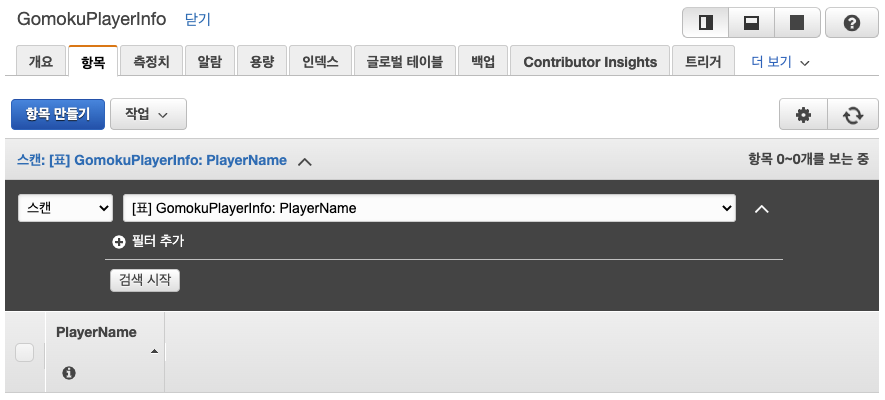 GomokuPlayerInfo 닫기
개요 항목 측정치 알람 용량 인덱스 글로벌 테이블 백업 Contributor Insights 트리거 더 보기
항목 만들기 작업
스캔: [표] GomokuPlayerInfo: PlayerName 항목 0~0개를 보는 중
스캔 [표] GomokuPlayerInfo: PlayerName
필터 추가
검색 시작
PlayerName